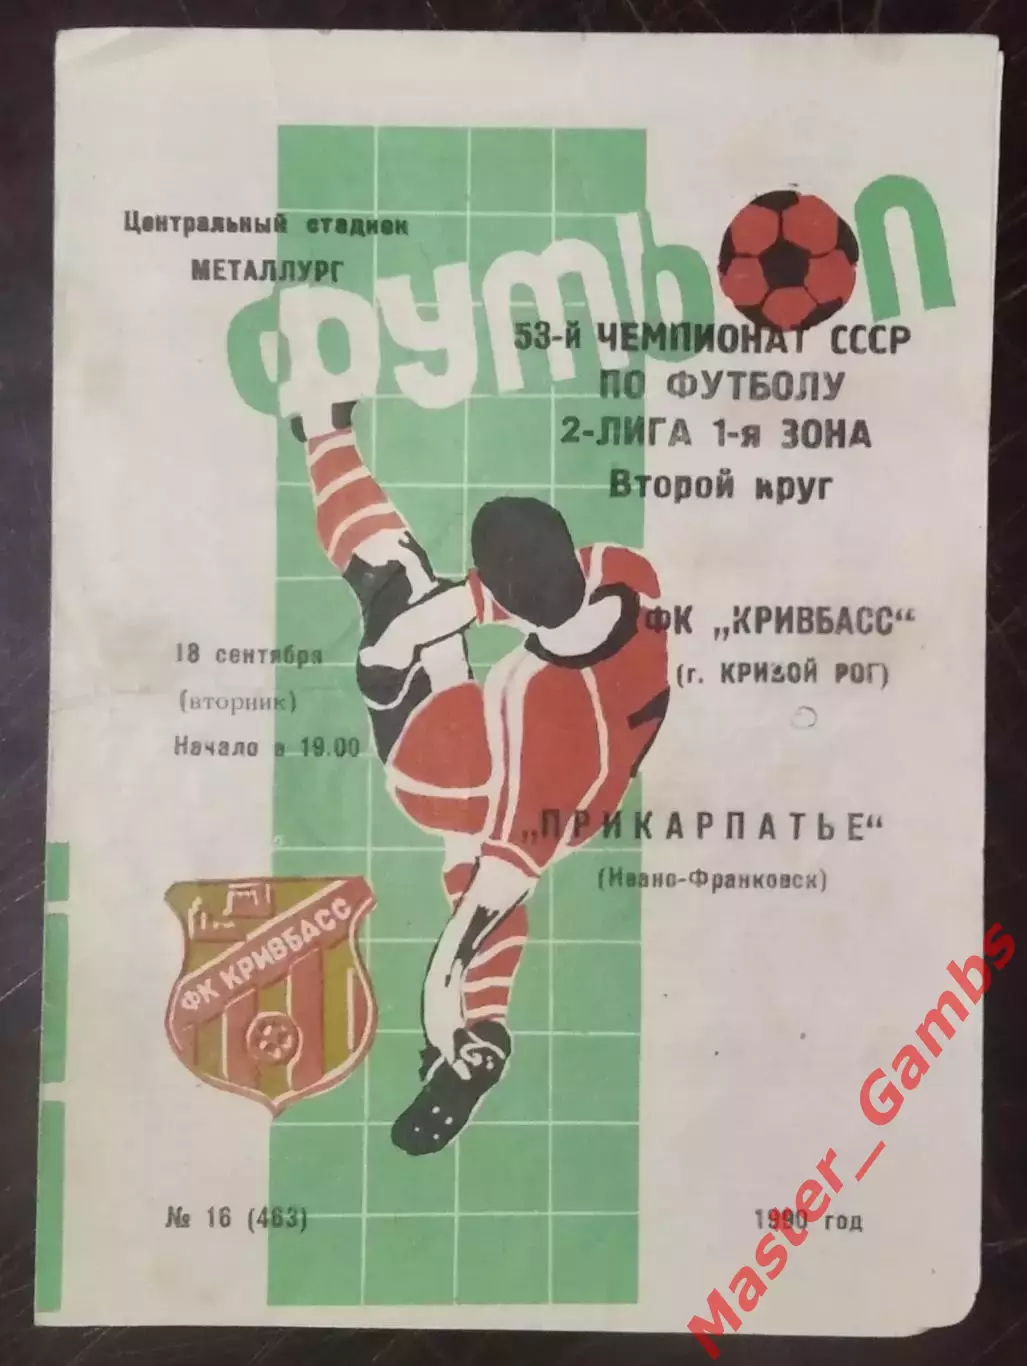 Центральный стадион
МЕТАЛЛУРГ
футбол
53-й ЧЕМПИОНАТ СССР
ПО ФУТБОЛУ
2-ЛИГА 1-я ЗОНА
Второй круг
ФК „КРИВБАСС“
(г. КРИВОЙ РОГ)
18 сентября
(вторник)
Начало в 19.00
„ПРИКАРПАТЬЕ“
(Ивано-Франковск)
ФК КРИВБАСС
№ 16 (463)
1990 год
Master_Gambs